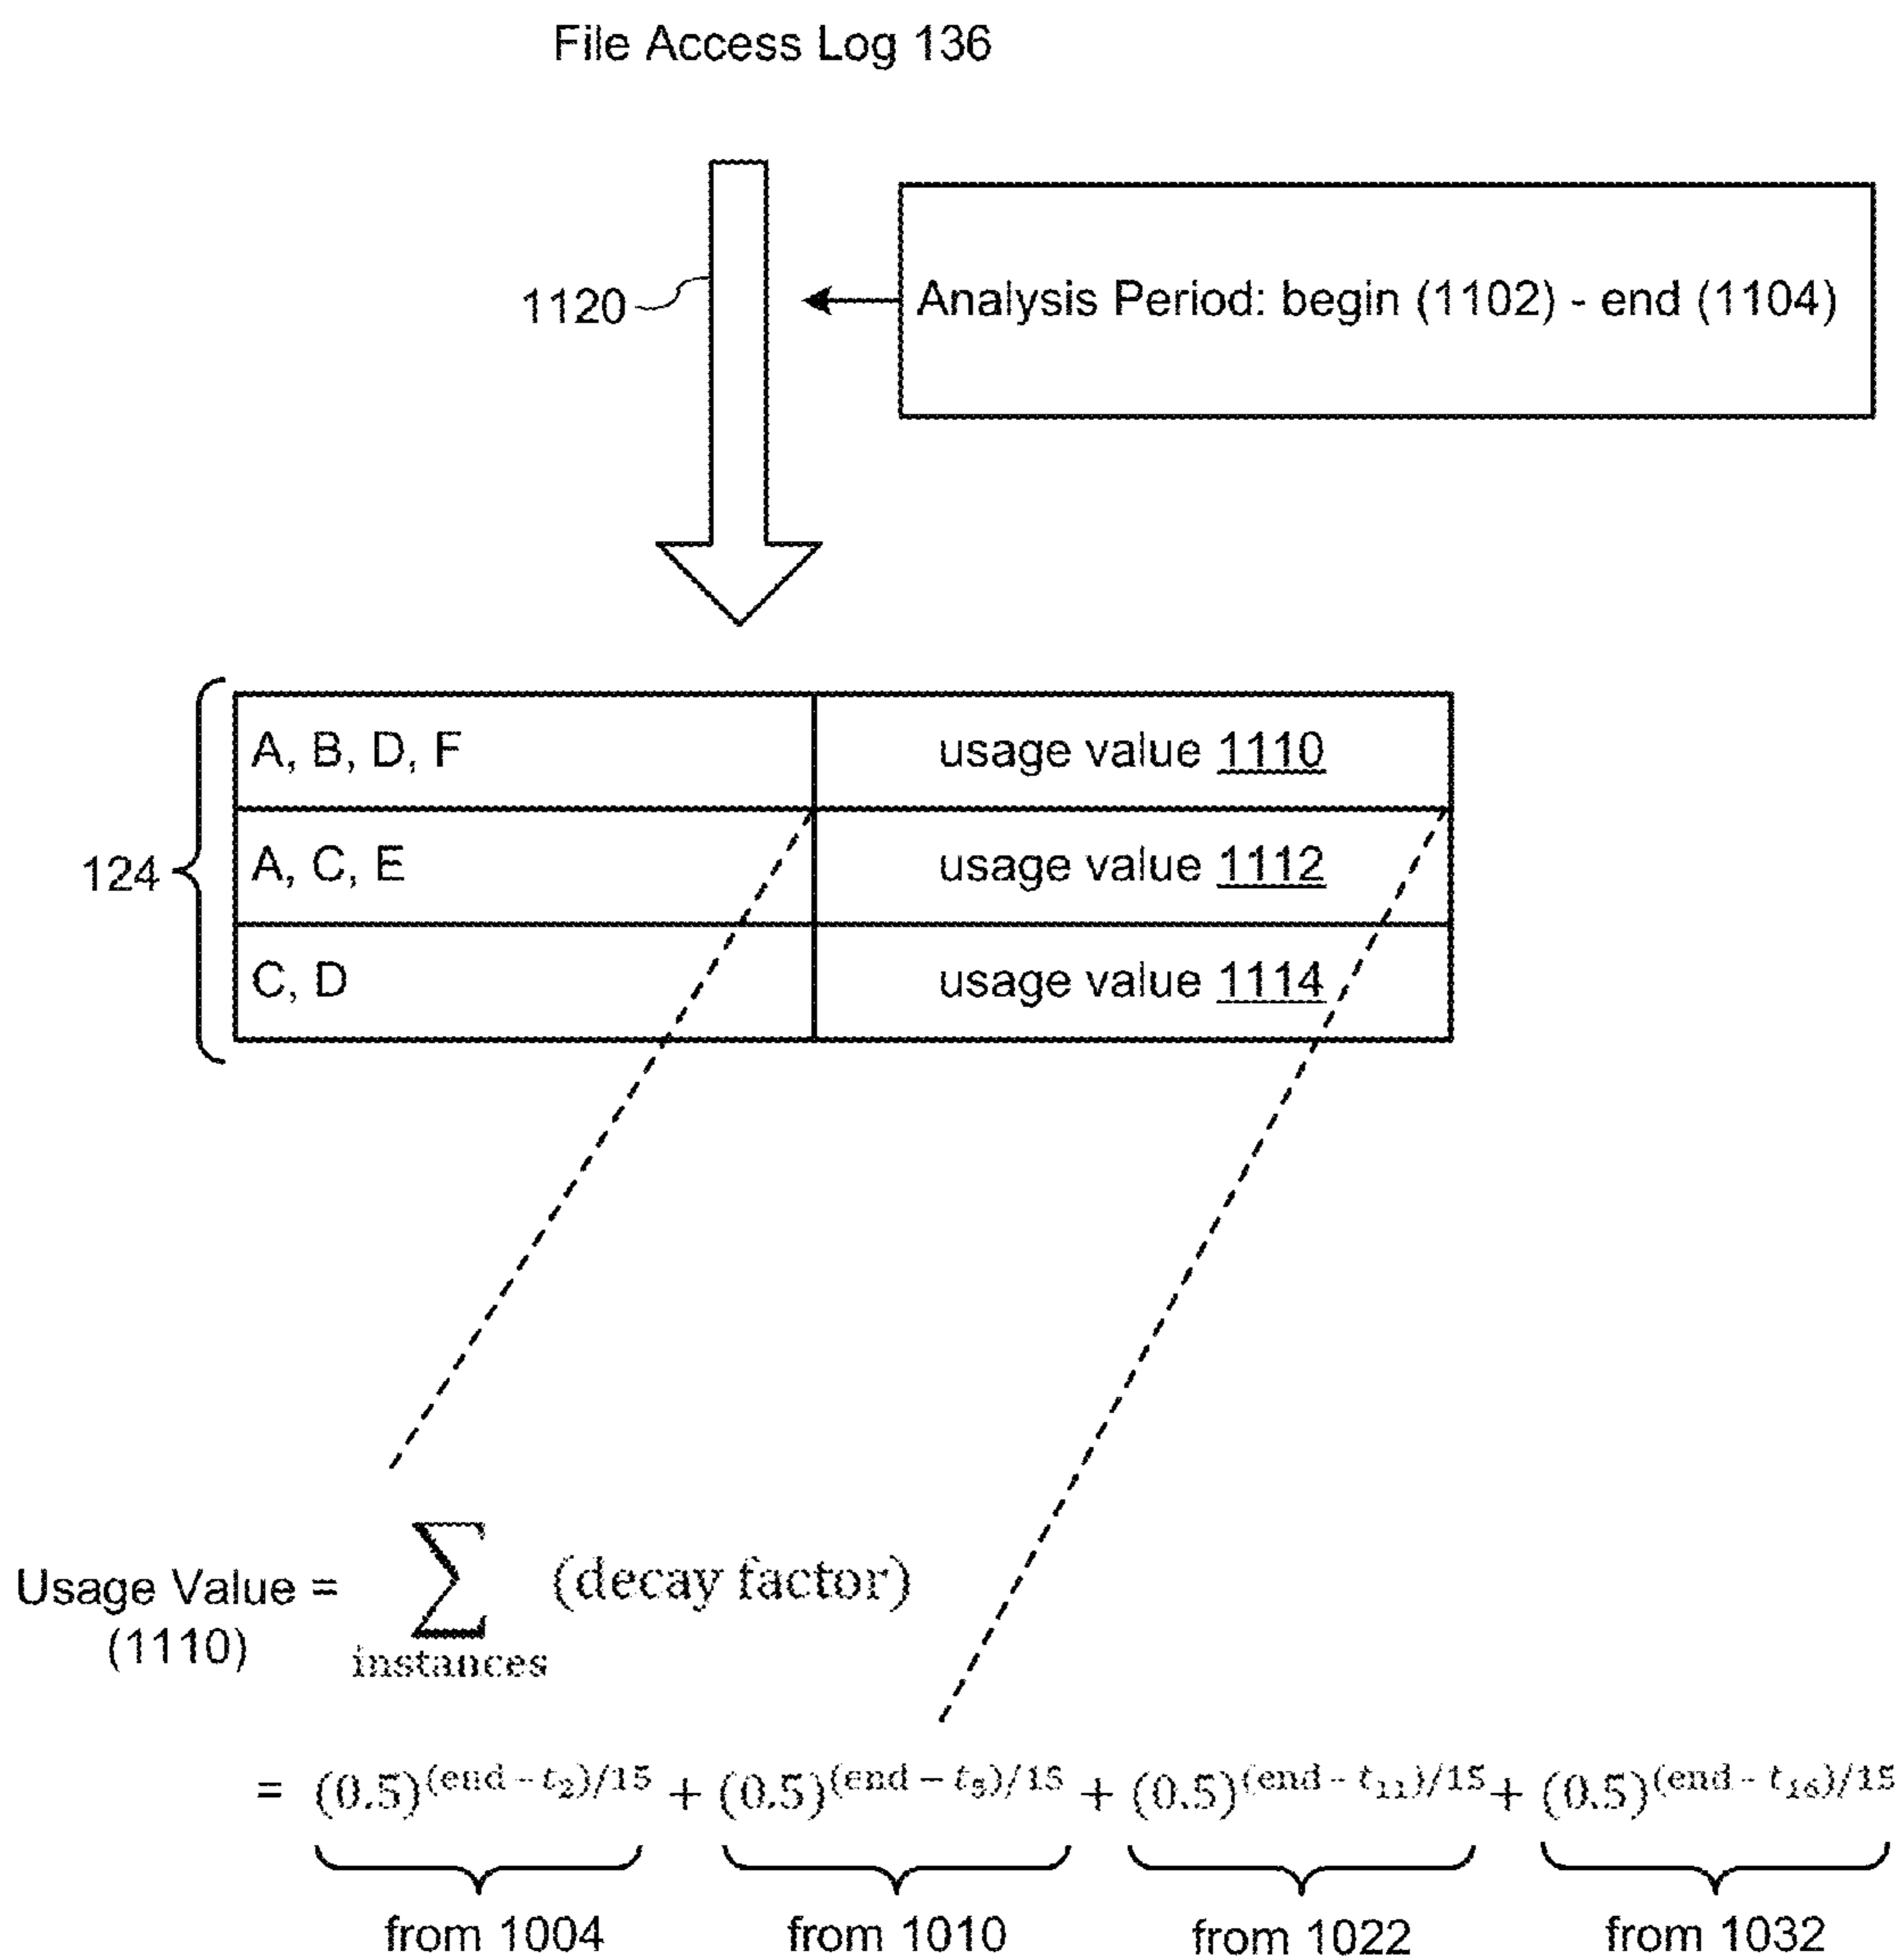 File Access Log 136
1120
Analysis Period: begin (1102) - end (1104)
124
A, B, D, F
usage value 1110
A, C, E
usage value 1112
C, D
usage value 1114
Usage Value = ∑ (decay factor)
(1110)
instances
= (0.5)^(end - t₂)/15 + (0.5)^(end - t₅)/15 + (0.5)^(end - t₁₁)/15 + (0.5)^(end - t₁₆)/15
from 1004
from 1010
from 1022
from 1032